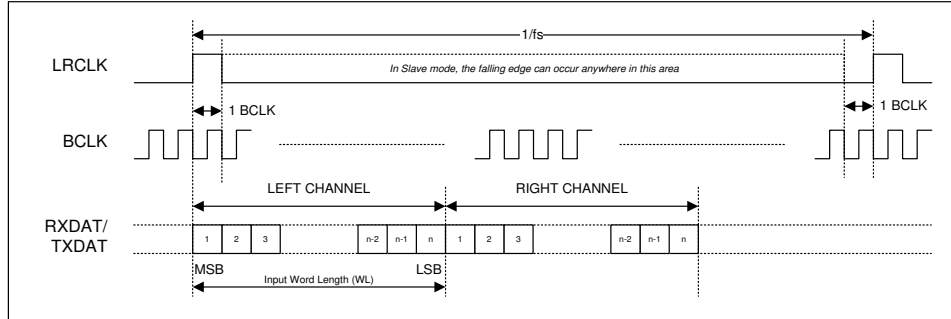 1/fs
LRCLK
In Slave mode, the falling edge can occur anywhere in this area
1 BCLK
1 BCLK
BCLK
LEFT CHANNEL
RIGHT CHANNEL
RXDAT/
TXDAT
1 2 3 n-2 n-1 n 1 2 3 n-2 n-1 n
MSB LSB
Input Word Length (WL)